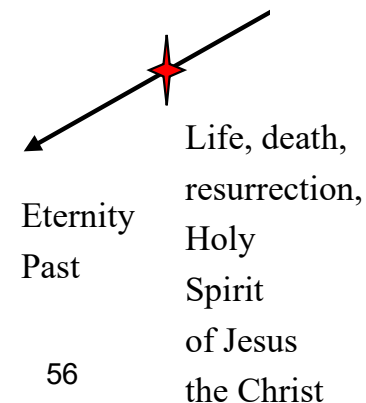 Eternity
Past
Life, death,
resurrection,
Holy
Spirit
of Jesus
the Christ
56